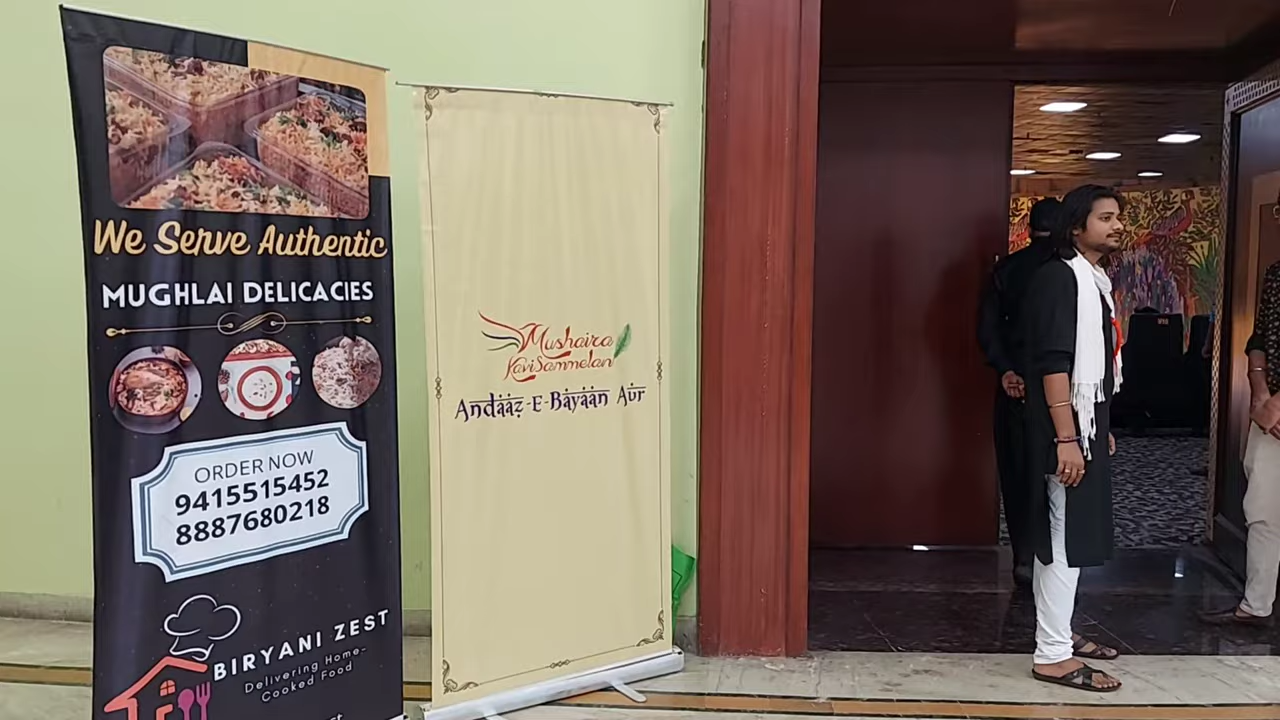 We Serve Authentic
MUGHLAI DELICACIES
ORDER NOW
9415515452
8887680218
BIRYANI ZEST
Delivering Home-
Cooked Food
Mushaira
KaviSammelan
Andaaz-E-Bayaan Aur